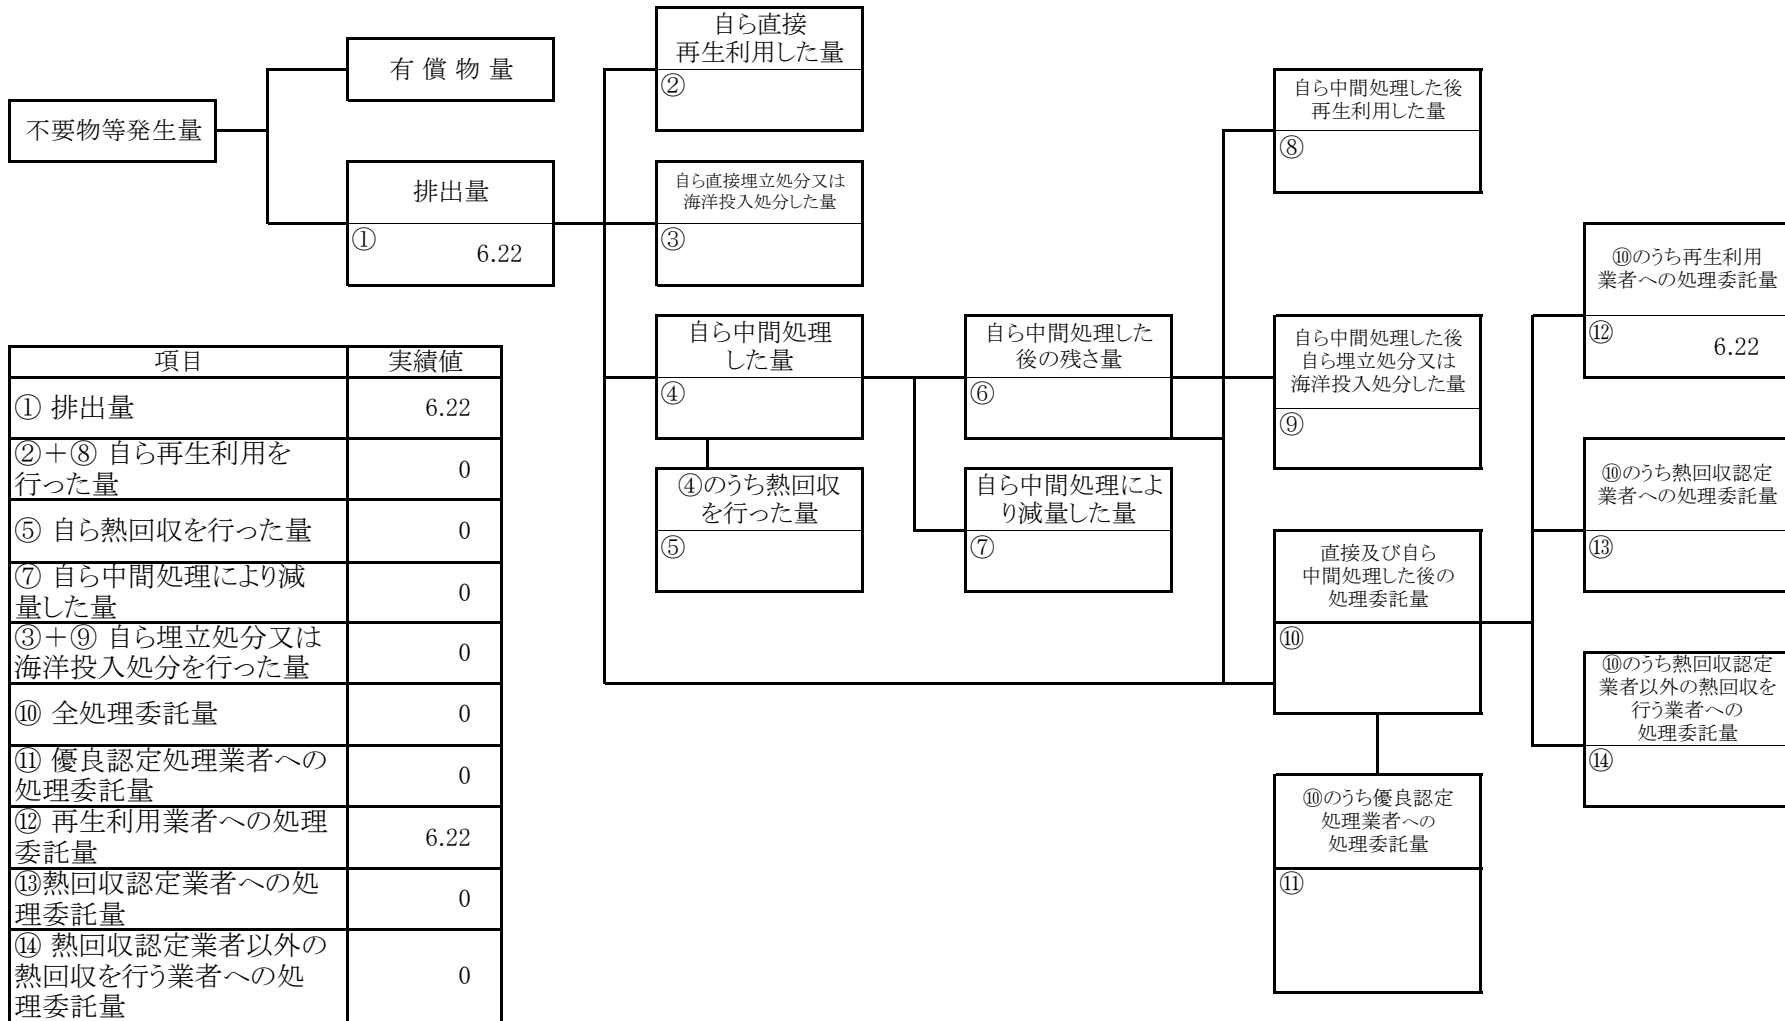 不要物等発生量
有 償 物 量
排出量
①
6.22
自ら直接
再生利用した量
②
自ら直接埋立処分又は
海洋投入処分した量
③
自ら中間処理
した量
④
④のうち熱回収
を行った量
⑤
自ら中間処理した
後の残さ量
⑥
自ら中間処理によ
り減量した量
⑦
自ら中間処理した後
再生利用した量
⑧
自ら中間処理した後
自ら埋立処分又は
海洋投入処分した量
⑨
直接及び自ら
中間処理した後の
処理委託量
⑩
⑩のうち優良認定
処理業者への
処理委託量
⑪
⑩のうち再生利用
業者への処理委託量
⑫
6.22
⑩のうち熱回収認定
業者への処理委託量
⑬
⑩のうち熱回収認定
業者以外の熱回収を
行う業者への
処理委託量
⑭
項目 実績値
① 排出量 6.22
②＋⑧ 自ら再生利用を
行った量 0
⑤ 自ら熱回収を行った量 0
⑦ 自ら中間処理により減
量した量 0
③＋⑨ 自ら埋立処分又は
海洋投入処分を行った量 0
⑩ 全処理委託量 0
⑪ 優良認定処理業者への
処理委託量 0
⑫ 再生利用業者への処理
委託量 6.22
⑬熱回収認定業者への処
理委託量 0
⑭ 熱回収認定業者以外の
熱回収を行う業者への処
理委託量 0